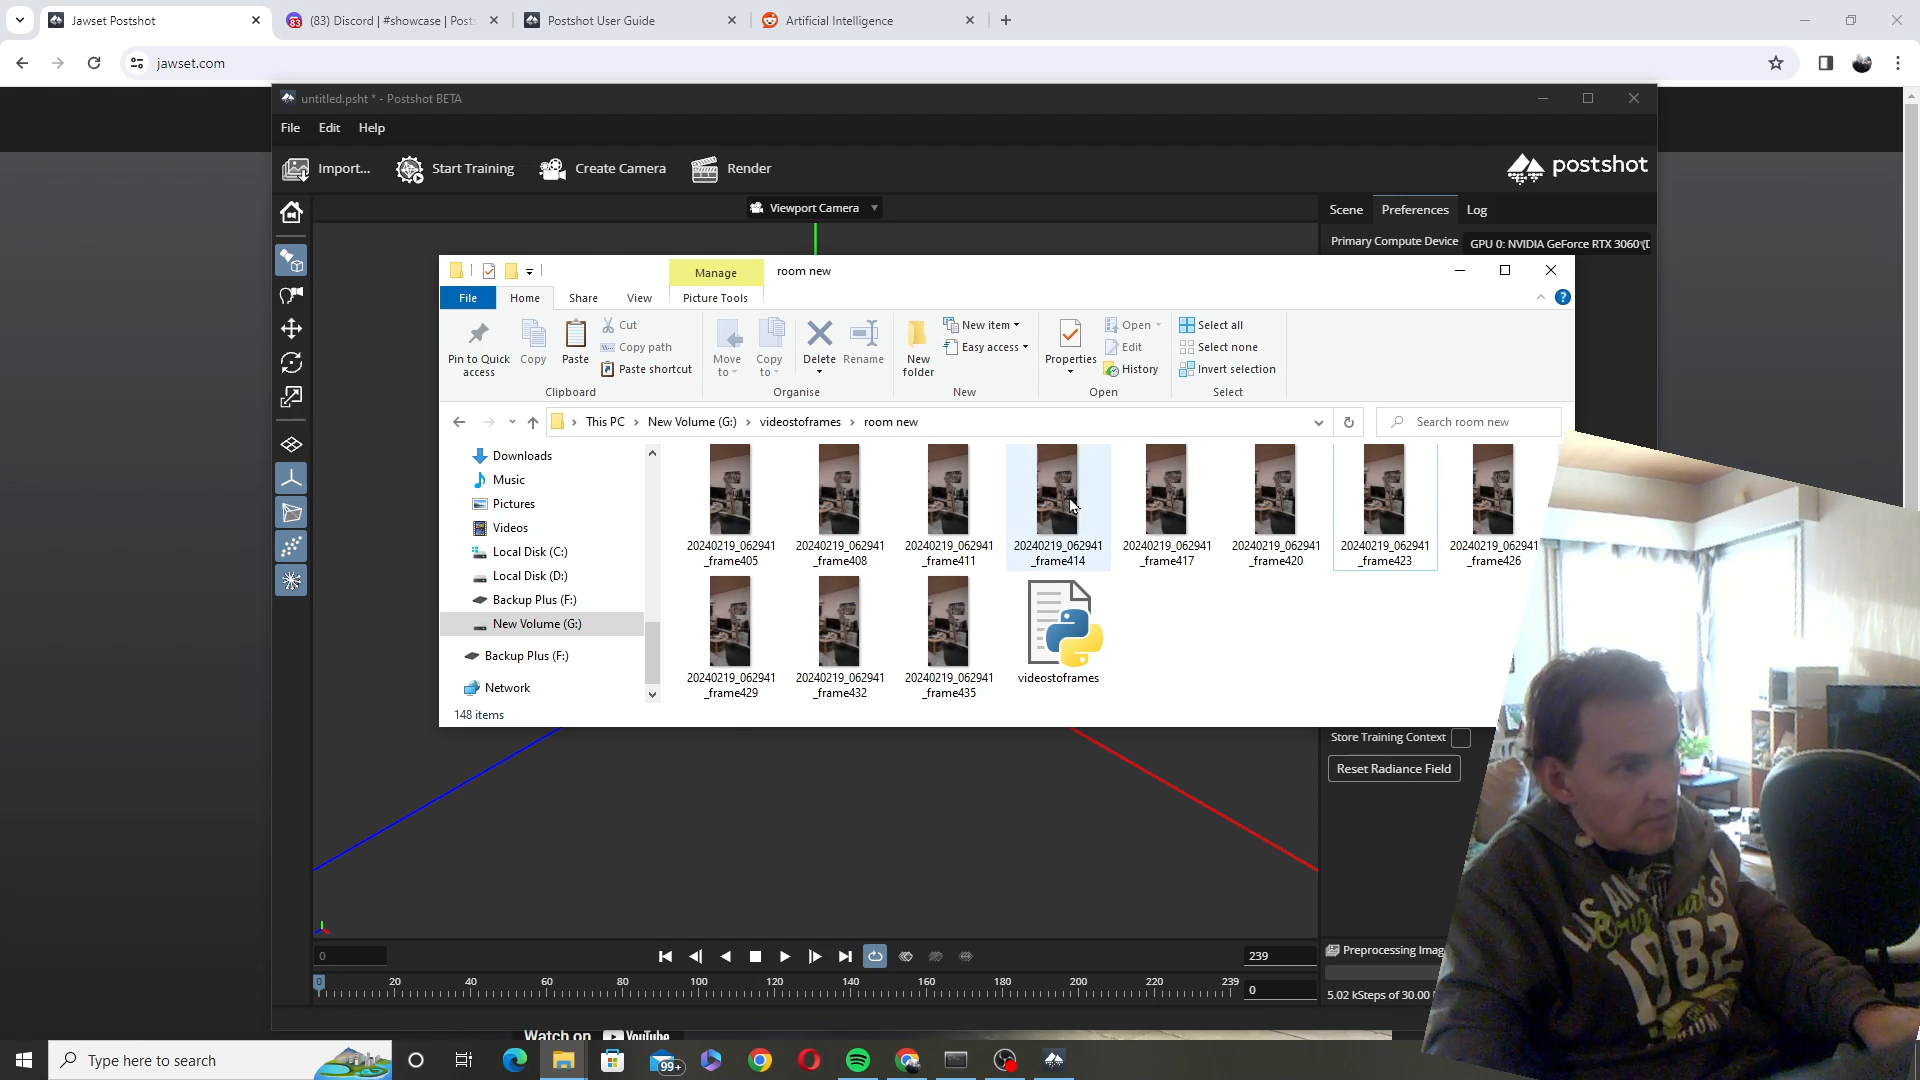 Jawset Postshot
(83) Discord | #showcase | Posts
Postshot User Guide
Artificial Intelligence
jawset.com
untitled.psht * - Postshot BETA
File Edit Help
Import... Start Training Create Camera Render
postshot
Viewport Camera
Scene Preferences Log
Primary Compute Device GPU 0: NVIDIA GeForce RTX 3060 (D
Manage room new
File Home Share View Picture Tools
Pin to Quick access
Copy
Paste
Cut
Copy path
Paste shortcut
Clipboard
Move to
Copy to
Delete
Rename
Organise
New folder
New item
Easy access
New
Properties
Open
Edit
History
Open
Select all
Select none
Invert selection
Select
This PC > New Volume (G:) > videostoframes > room new
Search room new
Downloads
Music
Pictures
Videos
Local Disk (C:)
Local Disk (D:)
Backup Plus (F:)
New Volume (G:)
Backup Plus (F:)
Network
20240219_062941_frame405
20240219_062941_frame408
20240219_062941_frame411
20240219_062941_frame414
20240219_062941_frame417
20240219_062941_frame420
20240219_062941_frame423
20240219_062941_frame426
20240219_062941_frame429
20240219_062941_frame432
20240219_062941_frame435
videostoframes
148 items
Store Training Context
Reset Radiance Field
0
239
Preprocessing Imag
0 20 40 60 80 100 120 140 160 180 200 220 239
0
5.02 kSteps of 30.00
Watch on YouTube
Type here to search
99+
1982